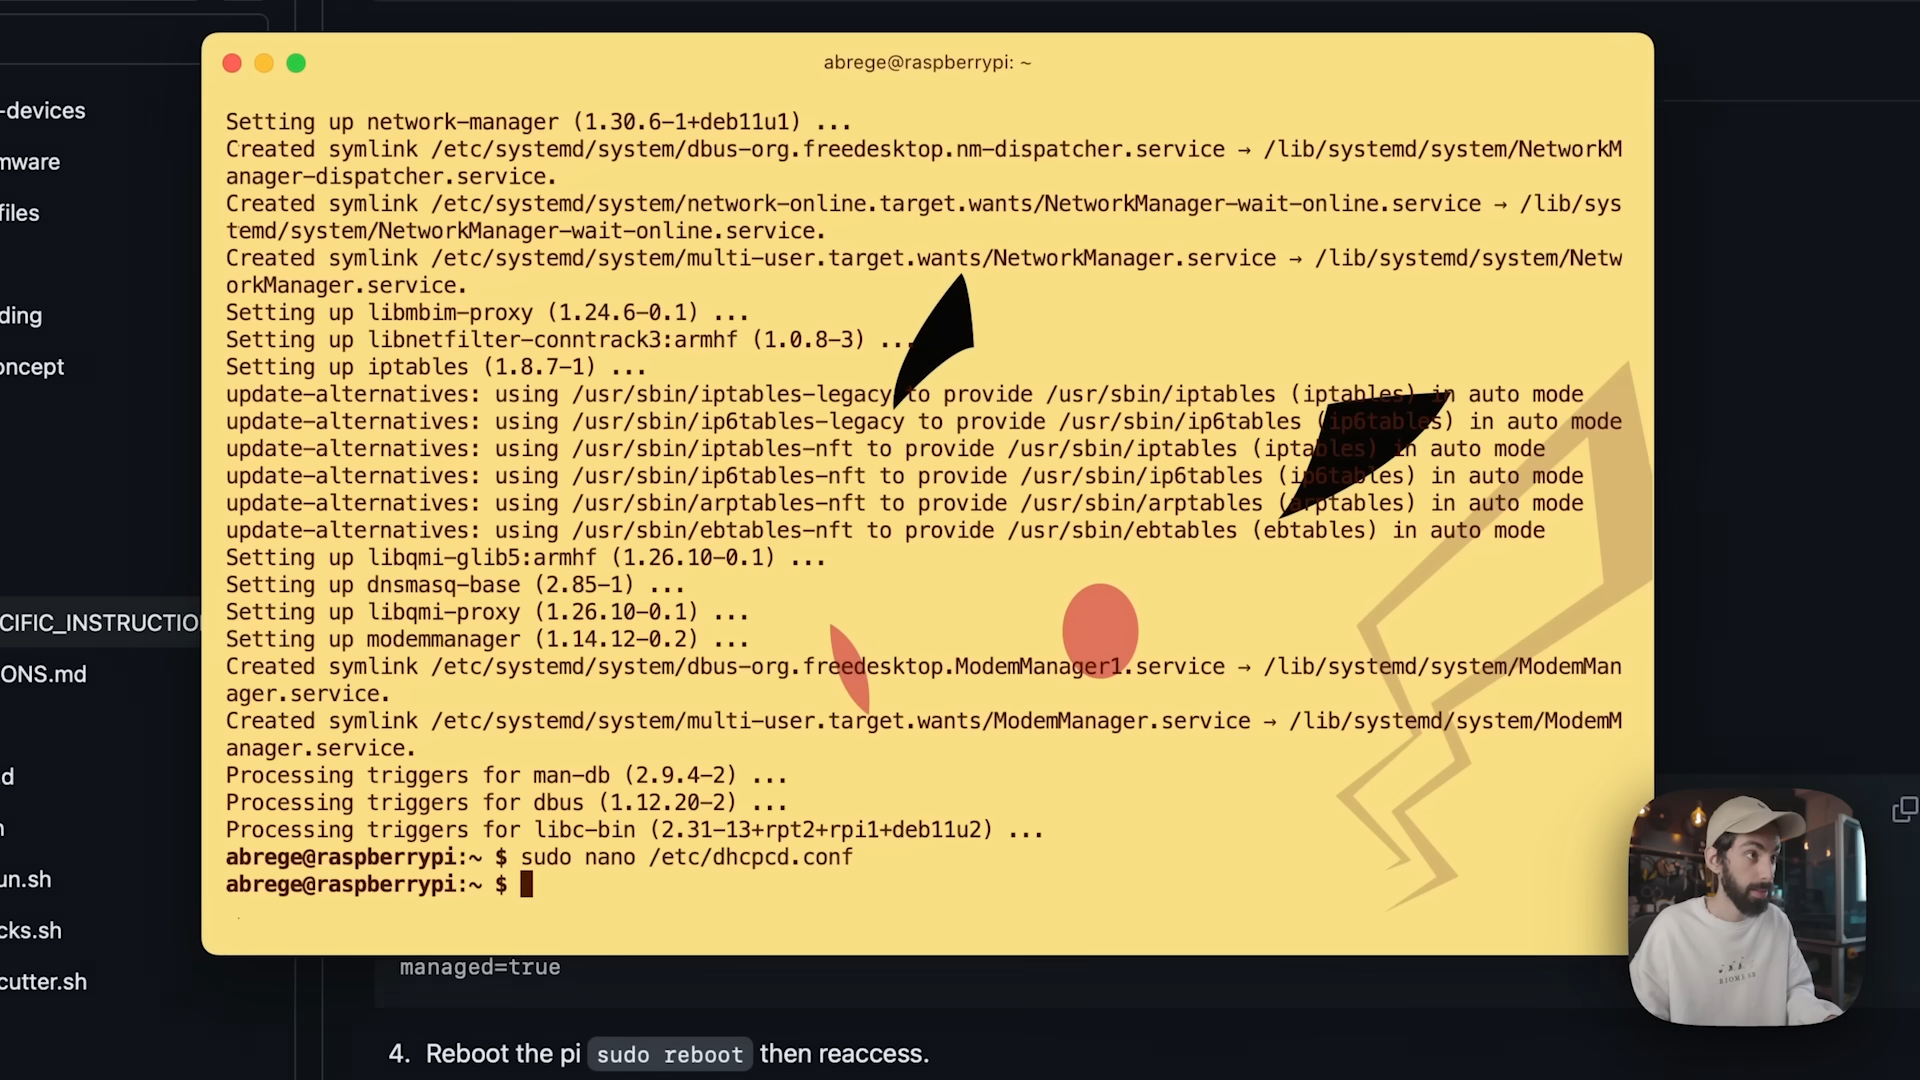 abrege@raspberrypi: ~
Setting up network-manager (1.30.6-1+deb11u1) ...
Created symlink /etc/systemd/system/dbus-org.freedesktop.nm-dispatcher.service → /lib/systemd/system/NetworkM
anager-dispatcher.service.
Created symlink /etc/systemd/system/network-online.target.wants/NetworkManager-wait-online.service → /lib/sys
temd/system/NetworkManager-wait-online.service.
Created symlink /etc/systemd/system/multi-user.target.wants/NetworkManager.service → /lib/systemd/system/Netw
orkManager.service.
Setting up libmbim-proxy (1.24.6-0.1) ...
Setting up libnetfilter-conntrack3:armhf (1.0.8-3) ...
Setting up iptables (1.8.7-1) ...
update-alternatives: using /usr/sbin/iptables-legacy to provide /usr/sbin/iptables (iptables) in auto mode
update-alternatives: using /usr/sbin/ip6tables-legacy to provide /usr/sbin/ip6tables (ip6tables) in auto mode
update-alternatives: using /usr/sbin/iptables-nft to provide /usr/sbin/iptables (iptables) in auto mode
update-alternatives: using /usr/sbin/ip6tables-nft to provide /usr/sbin/ip6tables (ip6tables) in auto mode
update-alternatives: using /usr/sbin/arptables-nft to provide /usr/sbin/arptables (arptables) in auto mode
update-alternatives: using /usr/sbin/ebtables-nft to provide /usr/sbin/ebtables (ebtables) in auto mode
Setting up libqmi-glib5:armhf (1.26.10-0.1) ...
Setting up dnsmasq-base (2.85-1) ...
Setting up libqmi-proxy (1.26.10-0.1) ...
Setting up modemmanager (1.14.12-0.2) ...
Created symlink /etc/systemd/system/dbus-org.freedesktop.ModemManager1.service → /lib/systemd/system/ModemMan
ager.service.
Created symlink /etc/systemd/system/multi-user.target.wants/ModemManager.service → /lib/systemd/system/ModemM
anager.service.
Processing triggers for man-db (2.9.4-2) ...
Processing triggers for dbus (1.12.20-2) ...
Processing triggers for libc-bin (2.31-13+rpt2+rpi1+deb11u2) ...
abrege@raspberrypi:~ $ sudo nano /etc/dhcpcd.conf
abrege@raspberrypi:~ $
-devices
mware
files
ding
oncept
CIFIC_INSTRUCTIO
ONS.md
d
un.sh
cks.sh
cutter.sh
managed=true
4. Reboot the pi sudo reboot then reaccess.